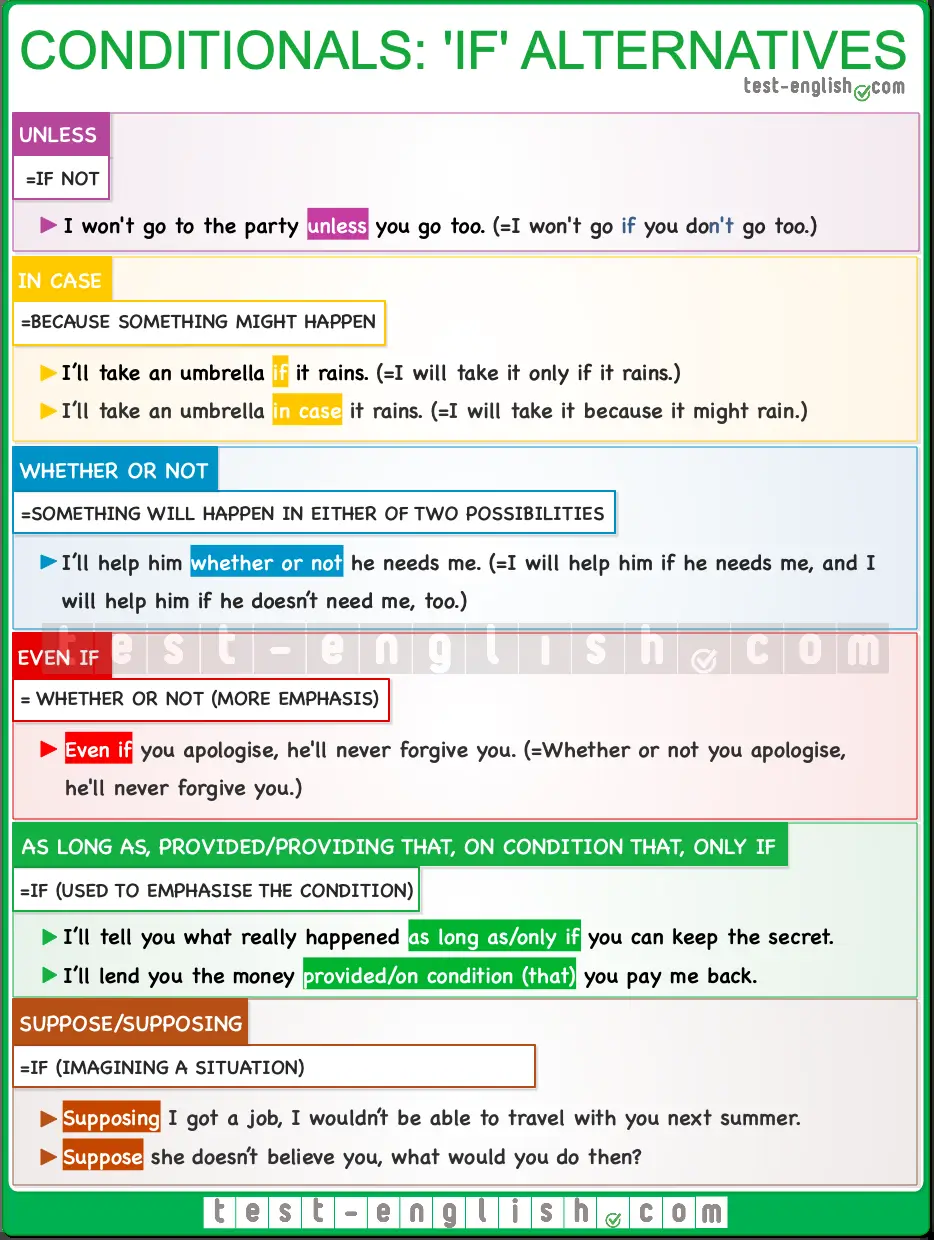 CONDITIONALS: 'IF' ALTERNATIVES
test-english.com
UNLESS
=IF NOT
I won't go to the party unless you go too. (=I won't go if you don't go too.)
IN CASE
=BECAUSE SOMETHING MIGHT HAPPEN
I'll take an umbrella if it rains. (=I will take it only if it rains.)
I'll take an umbrella in case it rains. (=I will take it because it might rain.)
WHETHER OR NOT
=SOMETHING WILL HAPPEN IN EITHER OF TWO POSSIBILITIES
I'll help him whether or not he needs me. (=I will help him if he needs me, and I
will help him if he doesn't need me, too.)
test-english.com
EVEN IF
= WHETHER OR NOT (MORE EMPHASIS)
Even if you apologise, he'll never forgive you. (=Whether or not you apologise,
he'll never forgive you.)
AS LONG AS, PROVIDED/PROVIDING THAT, ON CONDITION THAT, ONLY IF
=IF (USED TO EMPHASISE THE CONDITION)
I'll tell you what really happened as long as/only if you can keep the secret.
I'll lend you the money provided/on condition (that) you pay me back.
SUPPOSE/SUPPOSING
=IF (IMAGINING A SITUATION)
Supposing I got a job, I wouldn't be able to travel with you next summer.
Suppose she doesn't believe you, what would you do then?
test-english.com